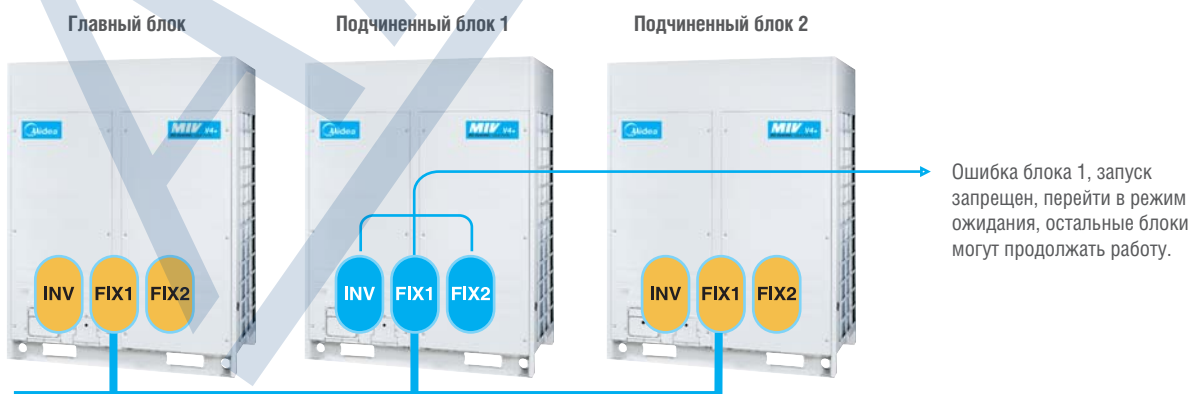 Главный блок
Подчиненный блок 1
Подчиненный блок 2
Midea
MIV V4+
Midea
MIV V4+
Midea
MIV V4+
Ошибка блока 1, запуск
запрещен, перейти в режим
ожидания, остальные блоки
могут продолжать работу.
INV FIX1 FIX2
INV FIX1 FIX2
INV FIX1 FIX2